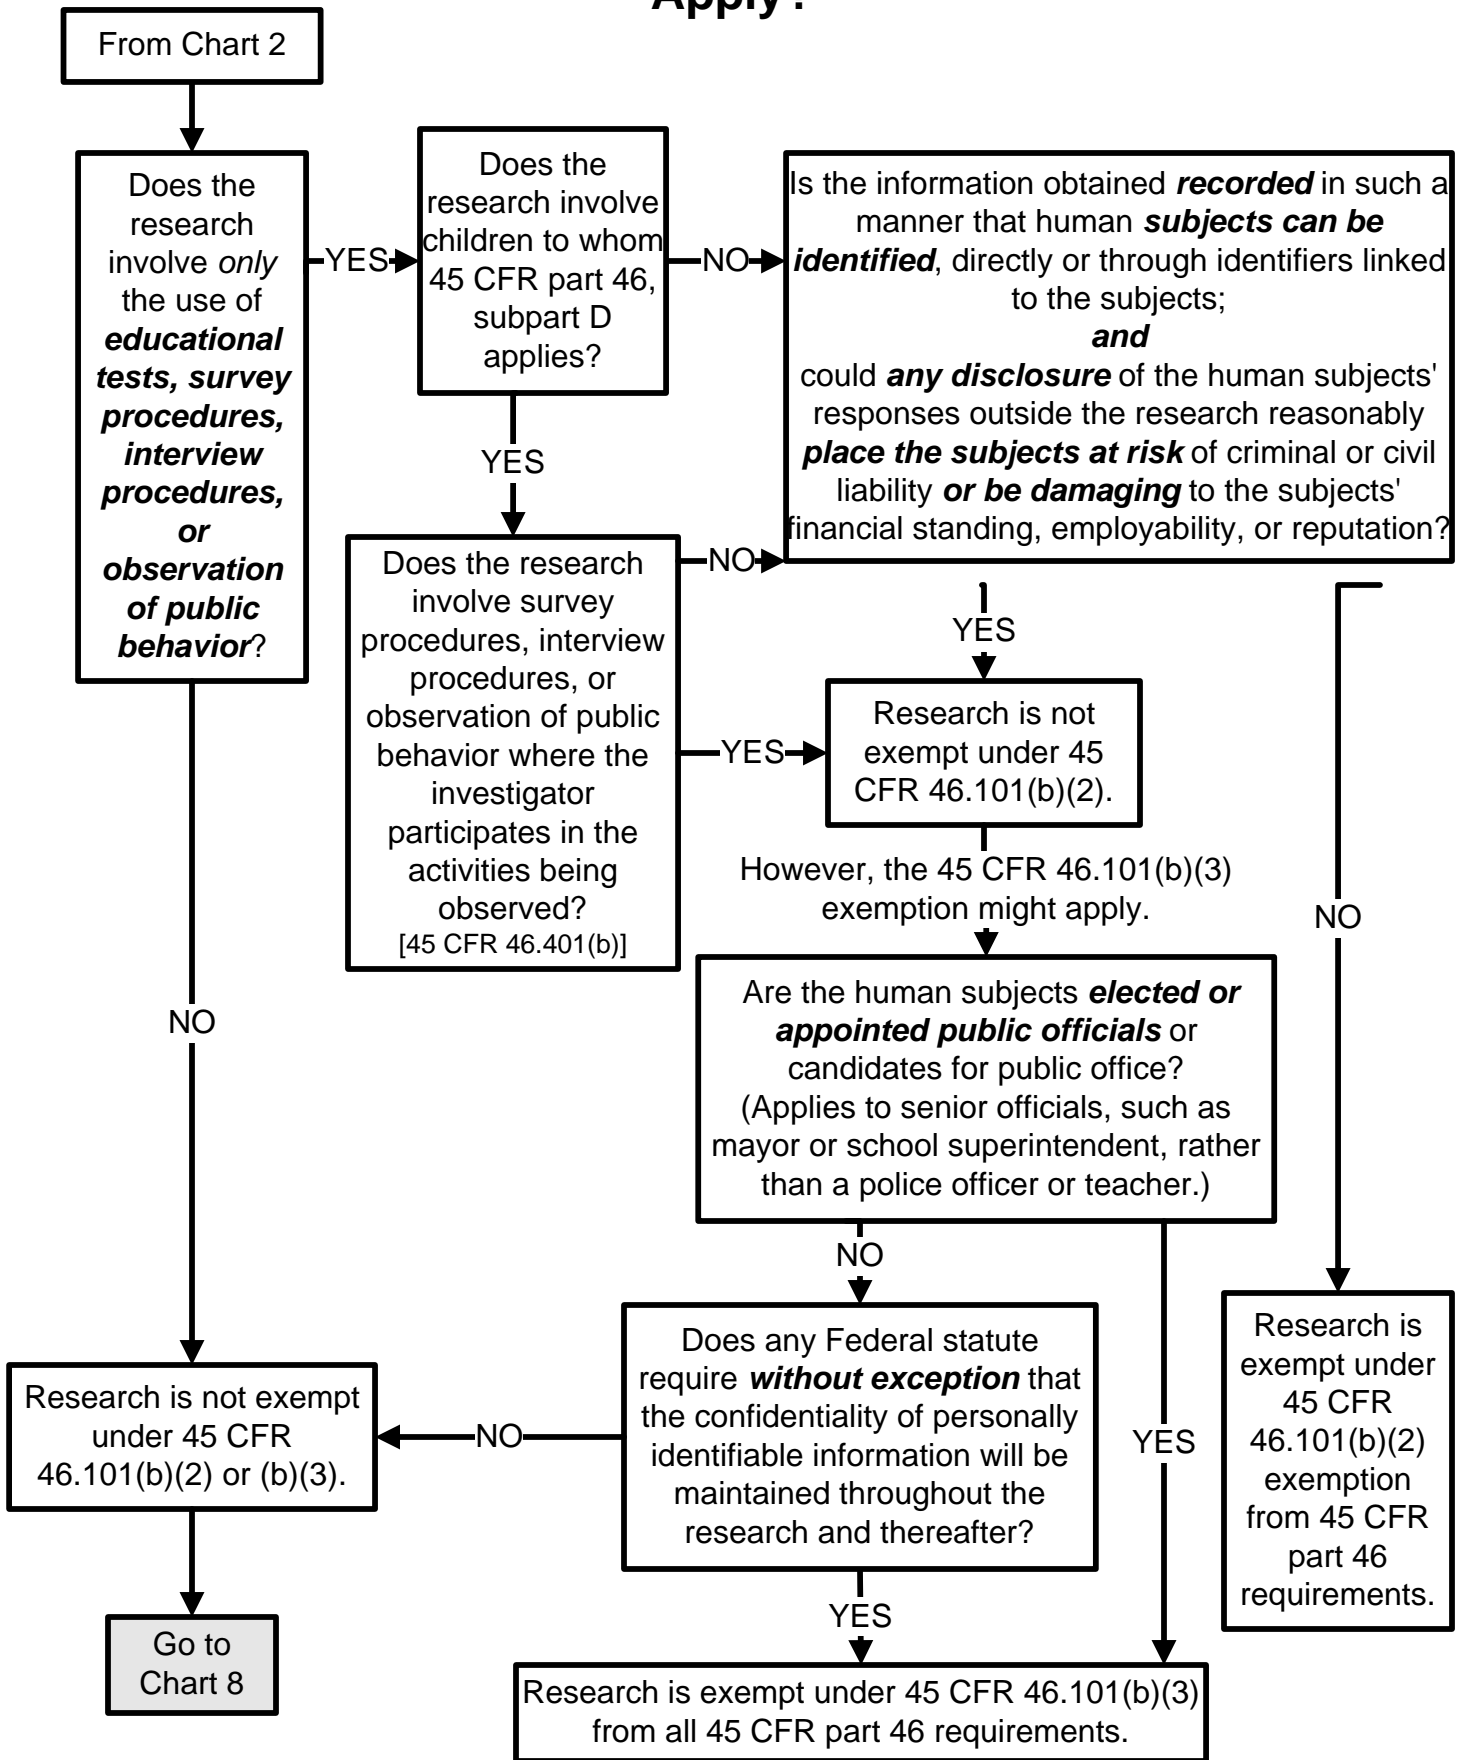 Apply?
From Chart 2
Does the
research
involve only
the use of
educational
tests, survey
procedures,
interview
procedures,
or
observation
of public
behavior?
YES
Does the
research involve
children to whom
45 CFR part 46,
subpart D
applies?
NO
Is the information obtained recorded in such a
manner that human subjects can be
identified, directly or through identifiers linked
to the subjects;
and
could any disclosure of the human subjects'
responses outside the research reasonably
place the subjects at risk of criminal or civil
liability or be damaging to the subjects'
financial standing, employability, or reputation?
YES
Does the research
involve survey
procedures, interview
procedures, or
observation of public
behavior where the
investigator
participates in the
activities being
observed?
[45 CFR 46.401(b)]
NO
YES
YES
Research is not
exempt under 45
CFR 46.101(b)(2).
However, the 45 CFR 46.101(b)(3)
exemption might apply.
NO
Are the human subjects elected or
appointed public officials or
candidates for public office?
(Applies to senior officials, such as
mayor or school superintendent, rather
than a police officer or teacher.)
NO
NO
Does any Federal statute
require without exception that
the confidentiality of personally
identifiable information will be
maintained throughout the
research and thereafter?
YES
Research is
exempt under
45 CFR
46.101(b)(2)
exemption
from 45 CFR
part 46
requirements.
NO
Research is not exempt
under 45 CFR
46.101(b)(2) or (b)(3).
YES
Go to
Chart 8
Research is exempt under 45 CFR 46.101(b)(3)
from all 45 CFR part 46 requirements.